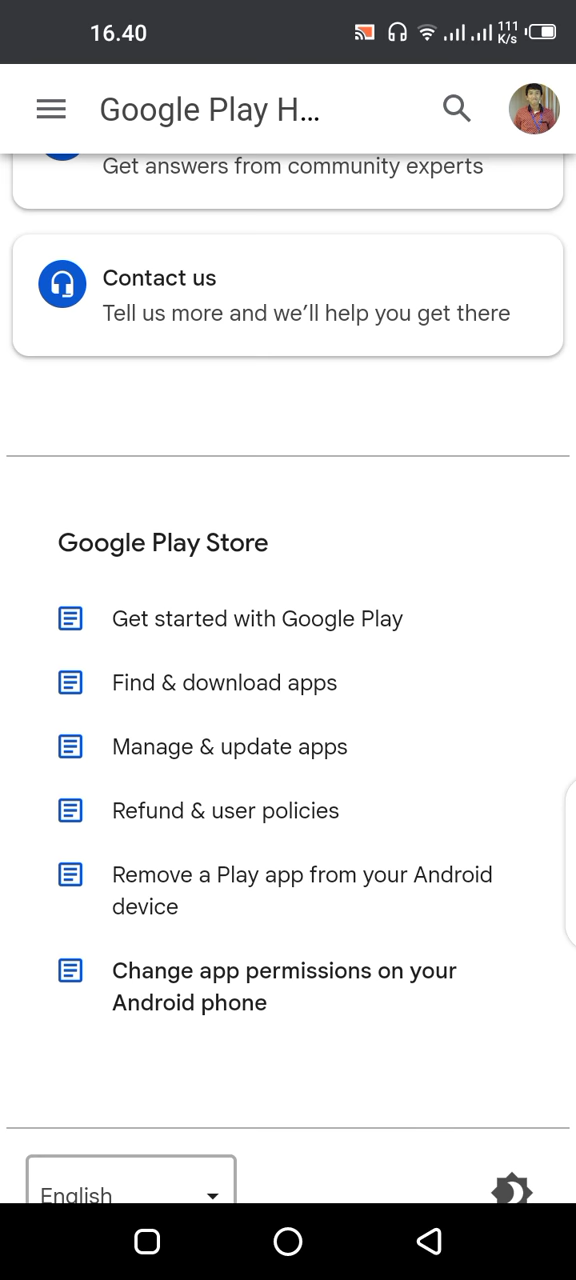 16.40
111
K/s
Google Play H...
Get answers from community experts
Contact us
Tell us more and we’ll help you get there
Google Play Store
Get started with Google Play
Find & download apps
Manage & update apps
Refund & user policies
Remove a Play app from your Android
device
Change app permissions on your
Android phone
English